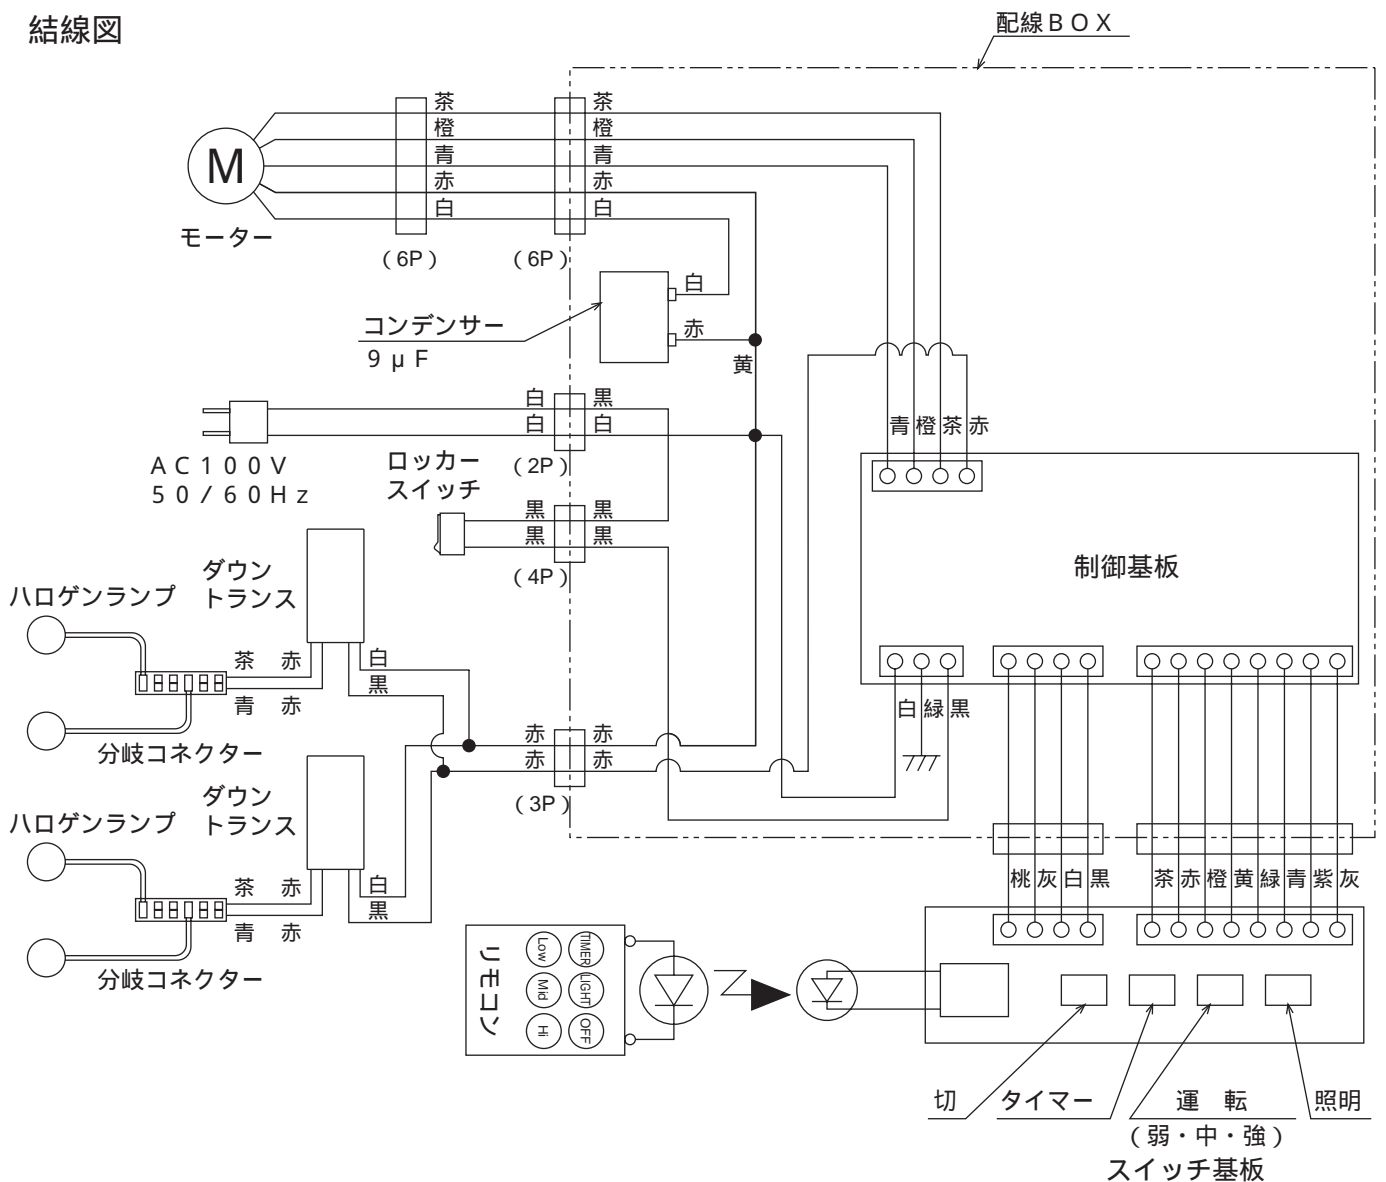 結線図
配線BOX
茶 茶
橙 橙
青 青
赤 赤
白 白
M
モーター
(6P) (6P)
白
コンデンサー
9μF
赤
黄
白 黒
白 白
(2P)
AC100V
50/60Hz
ロッカー
スイッチ
黒 黒
黒 黒
(4P)
青 橙 茶 赤
制御基板
ダウン
トランス
ハロゲンランプ
茶 赤
青 赤
白
黒
分岐コネクター
白 緑 黒
赤 赤
赤 赤
(3P)
ダウン
トランス
ハロゲンランプ
茶 赤
青 赤
白
黒
分岐コネクター
桃 灰 白 黒 茶 赤 橙 黄 緑 青 紫 灰
リモコン
Low TIMER
Mid LIGHT
Hi OFF
切 タイマー 運転 照明
(弱・中・強)
スイッチ基板